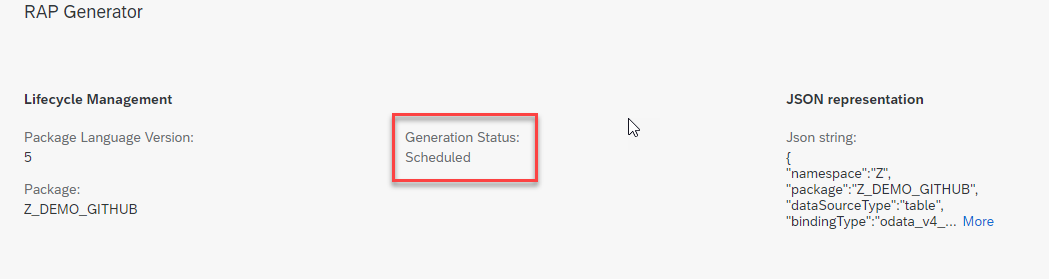 RAP Generator
Lifecycle Management
Package Language Version:
5
Package:
Z_DEMO_GITHUB
Generation Status:
Scheduled
JSON representation
Json string:
{
"namespace":"Z",
"package":"Z_DEMO_GITHUB",
"dataSourceType":"table",
"bindingType":"odata_v4_... More